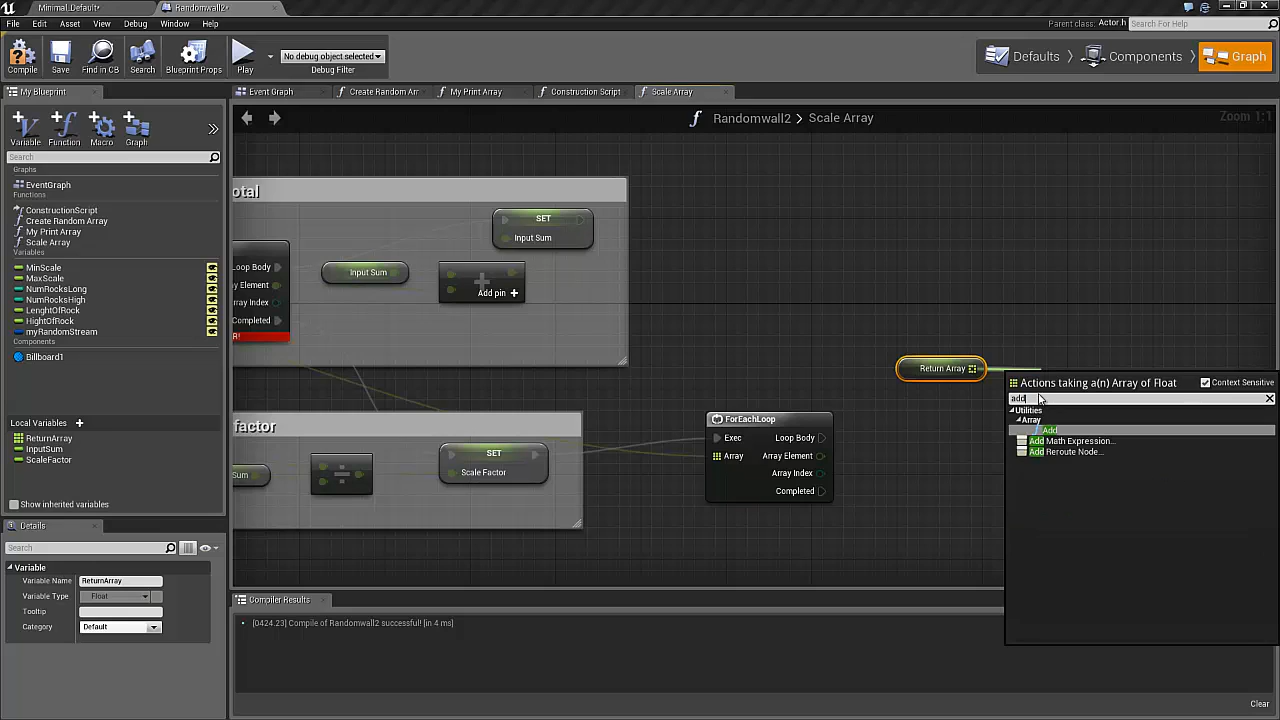 Minimal_Default*
Randomwall2*
File
Edit
Asset
View
Debug
Window
Help
Parent class: Actor.h
Search For Help
Compile
Save
Find in CB
Search
Blueprint Props
Play
No debug object selected
Debug Filter
Defaults
Components
Graph
My Blueprint
Variable
Function
Macro
Graph
Search
Graphs
EventGraph
Functions
ConstructionScript
Create Random Array
My Print Array
Scale Array
Variables
MinScale
MaxScale
NumRocksLong
NumRocksHigh
LenghtOfRock
HightOfRock
myRandomStream
Components
Billboard1
Local Variables
ReturnArray
InputSum
ScaleFactor
Show inherited variables
Details
Search
Variable
Variable Name
ReturnArray
Variable Type
Float
Tooltip
Category
Default
Event Graph
Create Random Arr
My Print Array
Construction Script
Scale Array
Randomwall2 > Scale Array
Zoom 1:1
otal
SET
Input Sum
Loop Body
y Element
rray Index
Completed
R!
Input Sum
Add pin +
factor
Sum
SET
Scale Factor
ForEachLoop
Exec
Loop Body
Array
Array Element
Array Index
Completed
Return Array
Actions taking a(n) Array of Float
Context Sensitive
add
Utilities
Array
Add
Add Math Expression...
Add Reroute Node...
Compiler Results
[0424.23] Compile of Randomwall2 successful! [in 4 ms]
Clear